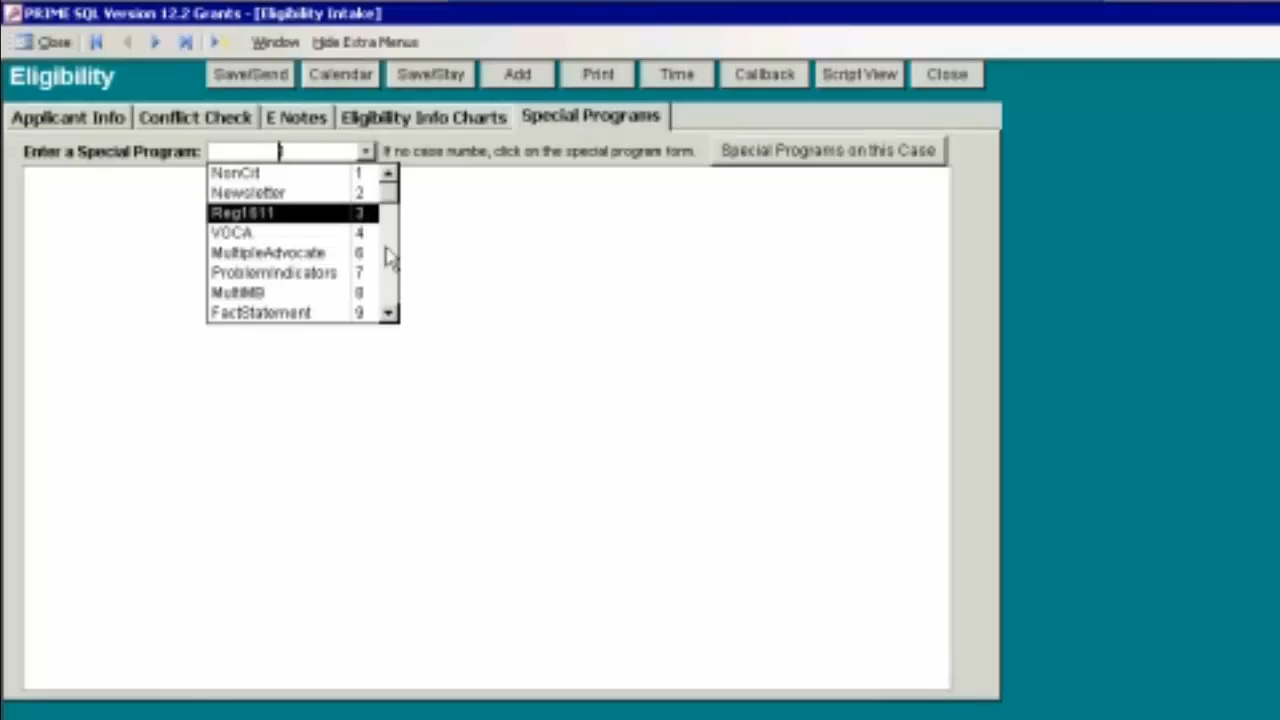 PRIME SQL Version 12.2 Grants - [Eligibility Intake]
Close Window Hide Extra Menus
Eligibility Save/Send Calendar Save/Stay Add Print Time Callback Script View Close
Applicant Info Conflict Check E Notes Eligibility Info Charts Special Programs
Enter a Special Program: If no case numbe, click on the special program form. Special Programs on this Case
NonCit 1
Newsletter 2
Reg1611 3
VOCA 4
MultipleAdvocate 6
ProblemIndicators 7
8
FactStatement 9